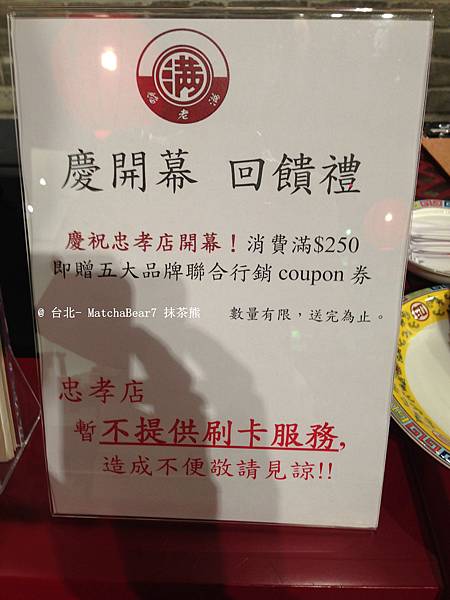 滿
老
慶開幕 回饋禮
慶祝忠孝店開幕！消費滿$250
即贈五大品牌聯合行銷 coupon 券
@ 台北- MatchaBear7 抹茶熊
數量有限，送完為止。
忠孝店
暫不提供刷卡服務,
造成不便敬請見諒!!